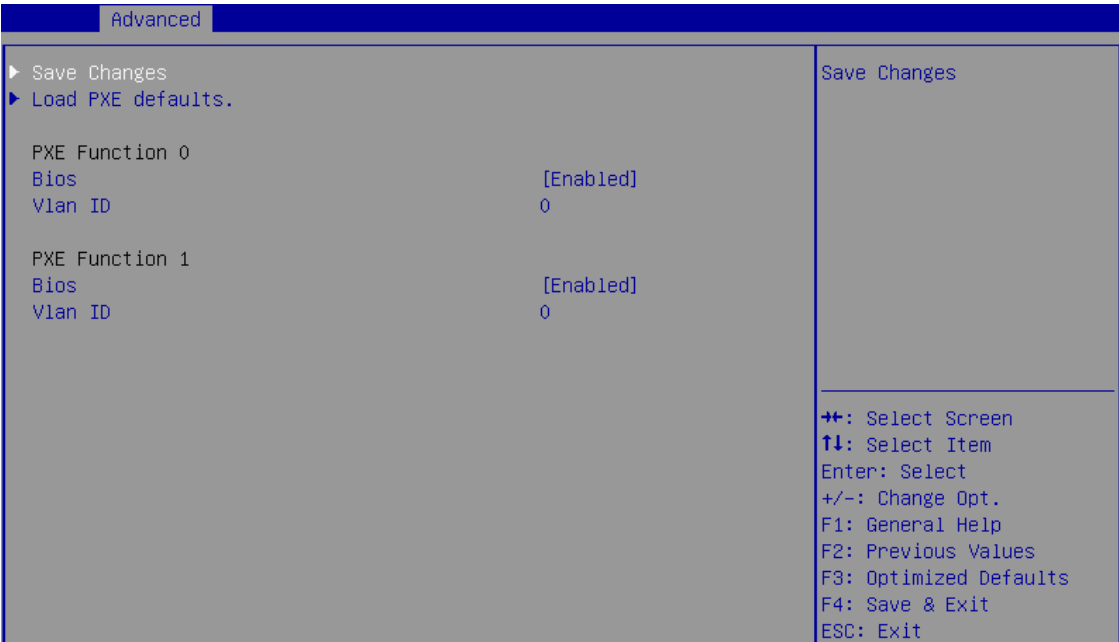 Advanced
Save Changes
Load PXE defaults.
PXE Function 0
Bios [Enabled]
Vlan ID 0
PXE Function 1
Bios [Enabled]
Vlan ID 0
Save Changes
→←: Select Screen
↑↓: Select Item
Enter: Select
+/-: Change Opt.
F1: General Help
F2: Previous Values
F3: Optimized Defaults
F4: Save & Exit
ESC: Exit